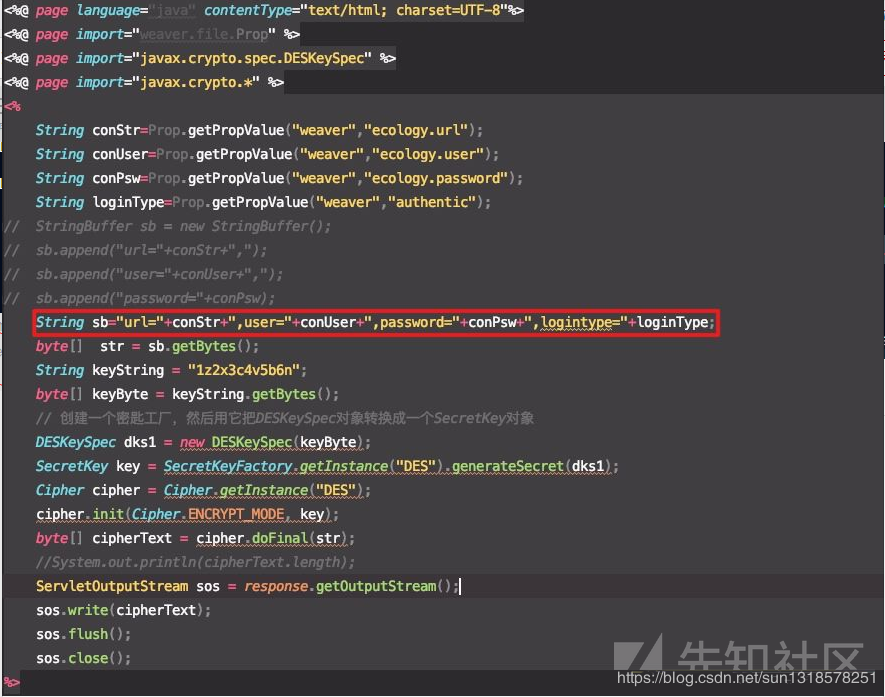 <%@ page language="java" contentType="text/html; charset=UTF-8"%>
<%@ page import="weaver.file.Prop" %>
<%@ page import="javax.crypto.spec.DESKeySpec" %>
<%@ page import="javax.crypto.*" %>
<%
String conStr=Prop.getPropValue("weaver","ecology.url");
String conUser=Prop.getPropValue("weaver","ecology.user");
String conPsw=Prop.getPropValue("weaver","ecology.password");
String loginType=Prop.getPropValue("weaver","authentic");
// StringBuffer sb = new StringBuffer();
// sb.append("url="+conStr+",");
// sb.append("user="+conUser+",");
// sb.append("password="+conPsw);
String sb="url="+conStr+",user="+conUser+",password="+conPsw+",logintype="+loginType;
byte[]  str = sb.getBytes();
String keyString = "1z2x3c4v5b6n";
byte[] keyByte = keyString.getBytes();
// 创建一个密匙工厂，然后用它把DESKeySpec对象转换成一个SecretKey对象
DESKeySpec dks1 = new DESKeySpec(keyByte);
SecretKey key = SecretKeyFactory.getInstance("DES").generateSecret(dks1);
Cipher cipher = Cipher.getInstance("DES");
cipher.init(Cipher.ENCRYPT_MODE, key);
byte[] cipherText = cipher.doFinal(str);
//System.out.println(cipherText.length);
ServletOutputStream sos = response.getOutputStream();
sos.write(cipherText);
sos.flush();
sos.close();
%>
先知社区
https://blog.csdn.net/sun1318578251